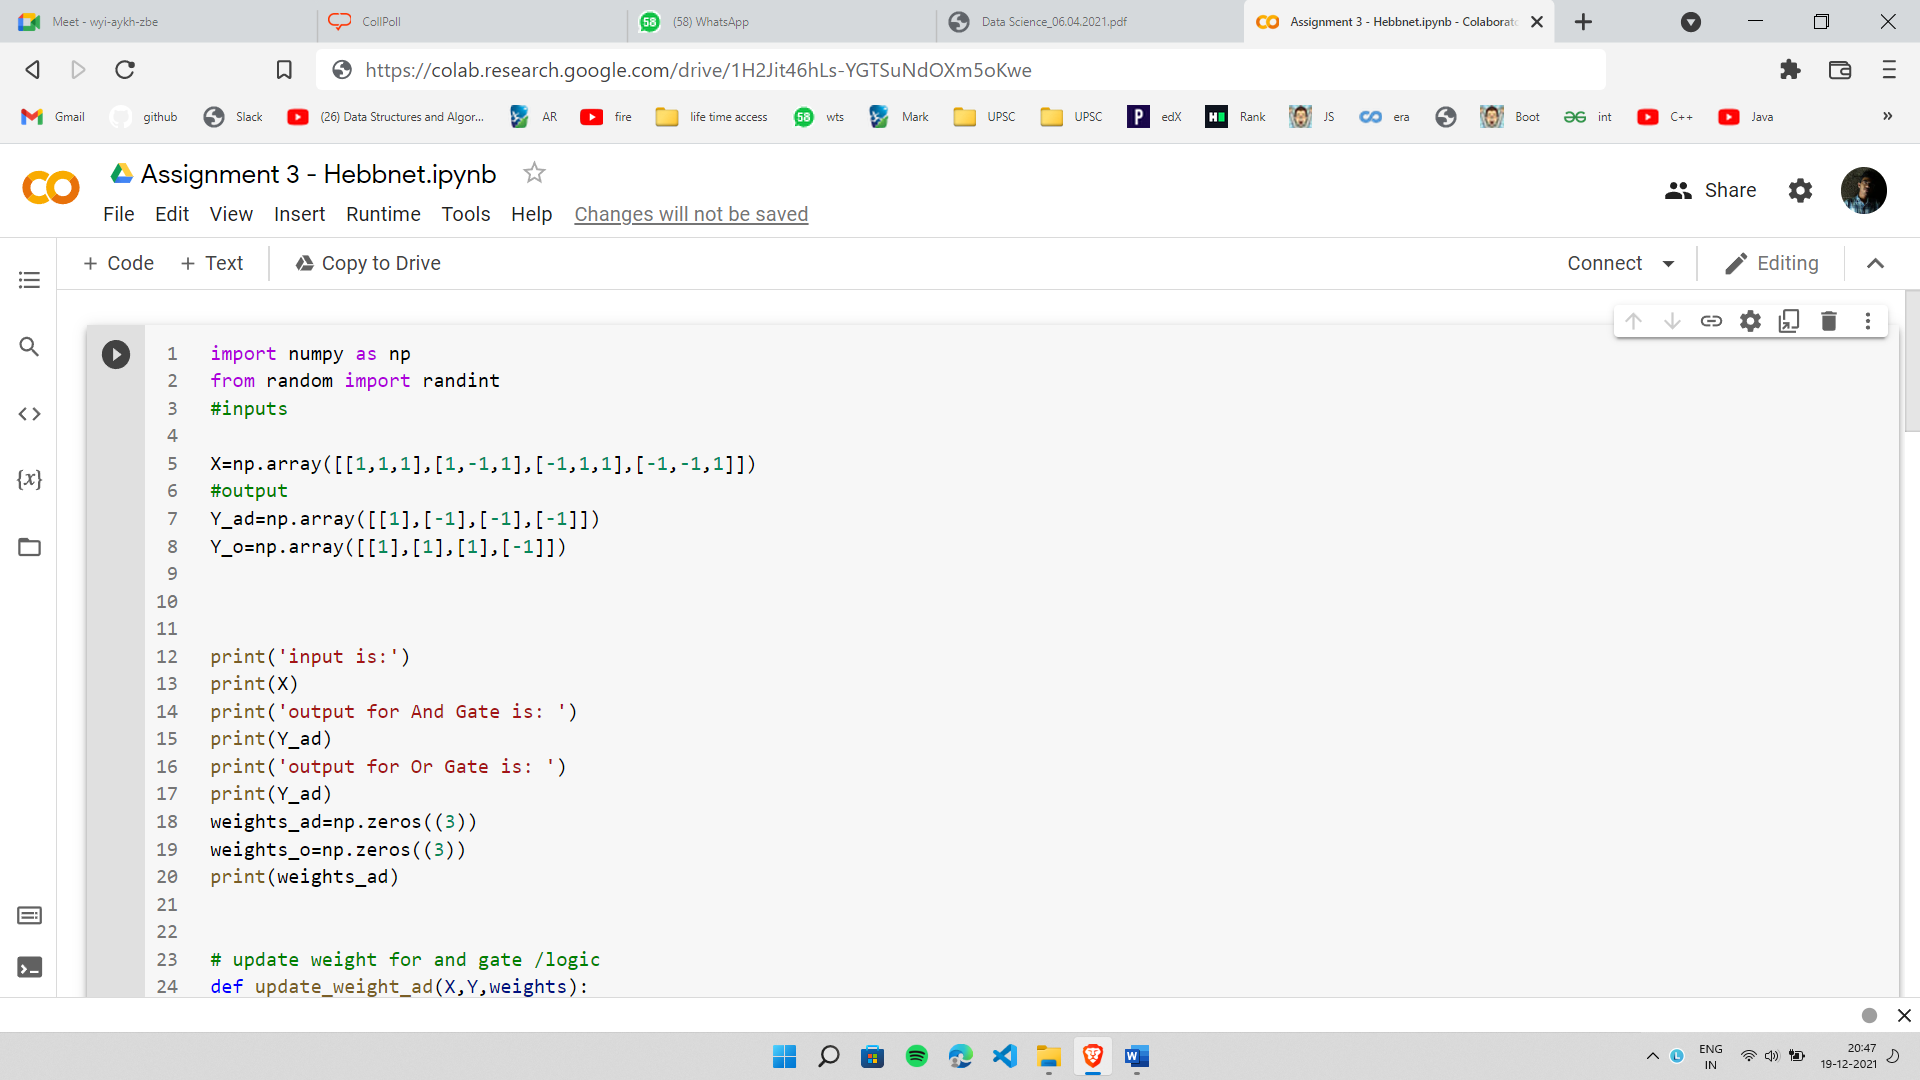 Meet - wyi-aykh-zbe
CollPoll
(58) WhatsApp
Data Science_06.04.2021.pdf
Assignment 3 - Hebbnet.ipynb - Colaborato
https://colab.research.google.com/drive/1H2Jit46hLs-YGTSuNdOXm5oKwe
Gmail github Slack (26) Data Structures and Algor... AR fire life time access 58 wts Mark UPSC UPSC edX Rank JS era Boot int C++ Java »
Assignment 3 - Hebbnet.ipynb
Share
File Edit View Insert Runtime Tools Help Changes will not be saved
+ Code + Text Copy to Drive Connect Editing
1 import numpy as np
2 from random import randint
3 #inputs
4
5 X=np.array([[1,1,1],[1,-1,1],[-1,1,1],[-1,-1,1]])
6 #output
7 Y_ad=np.array([[1],[-1],[-1],[-1]])
8 Y_o=np.array([[1],[1],[1],[-1]])
9
10
11
12 print('input is:')
13 print(X)
14 print('output for And Gate is: ')
15 print(Y_ad)
16 print('output for Or Gate is: ')
17 print(Y_ad)
18 weights_ad=np.zeros((3))
19 weights_o=np.zeros((3))
20 print(weights_ad)
21
22
23 # update weight for and gate /logic
24 def update_weight_ad(X,Y,weights):
ENG
IN
20:47
19-12-2021